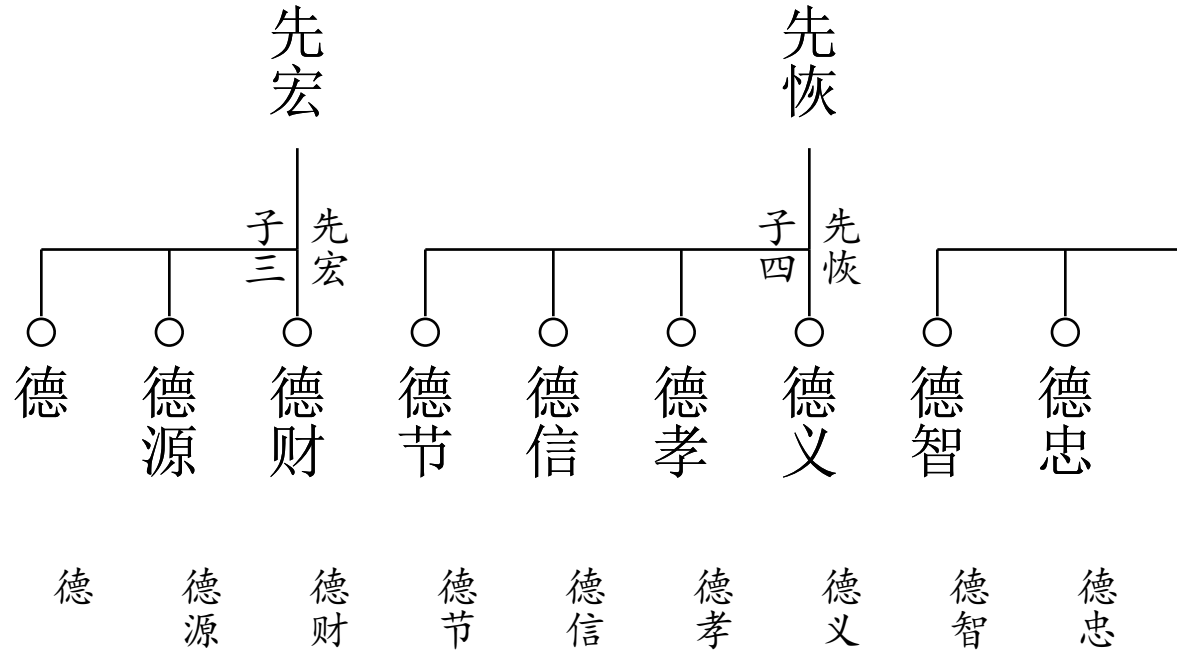 先恢
先宏
先恢
子四
先宏
子三
德忠
德智
德义
德孝
德信
德节
德财
德源
德
德忠
德智
德义
德孝
德信
德节
德财
德源
德